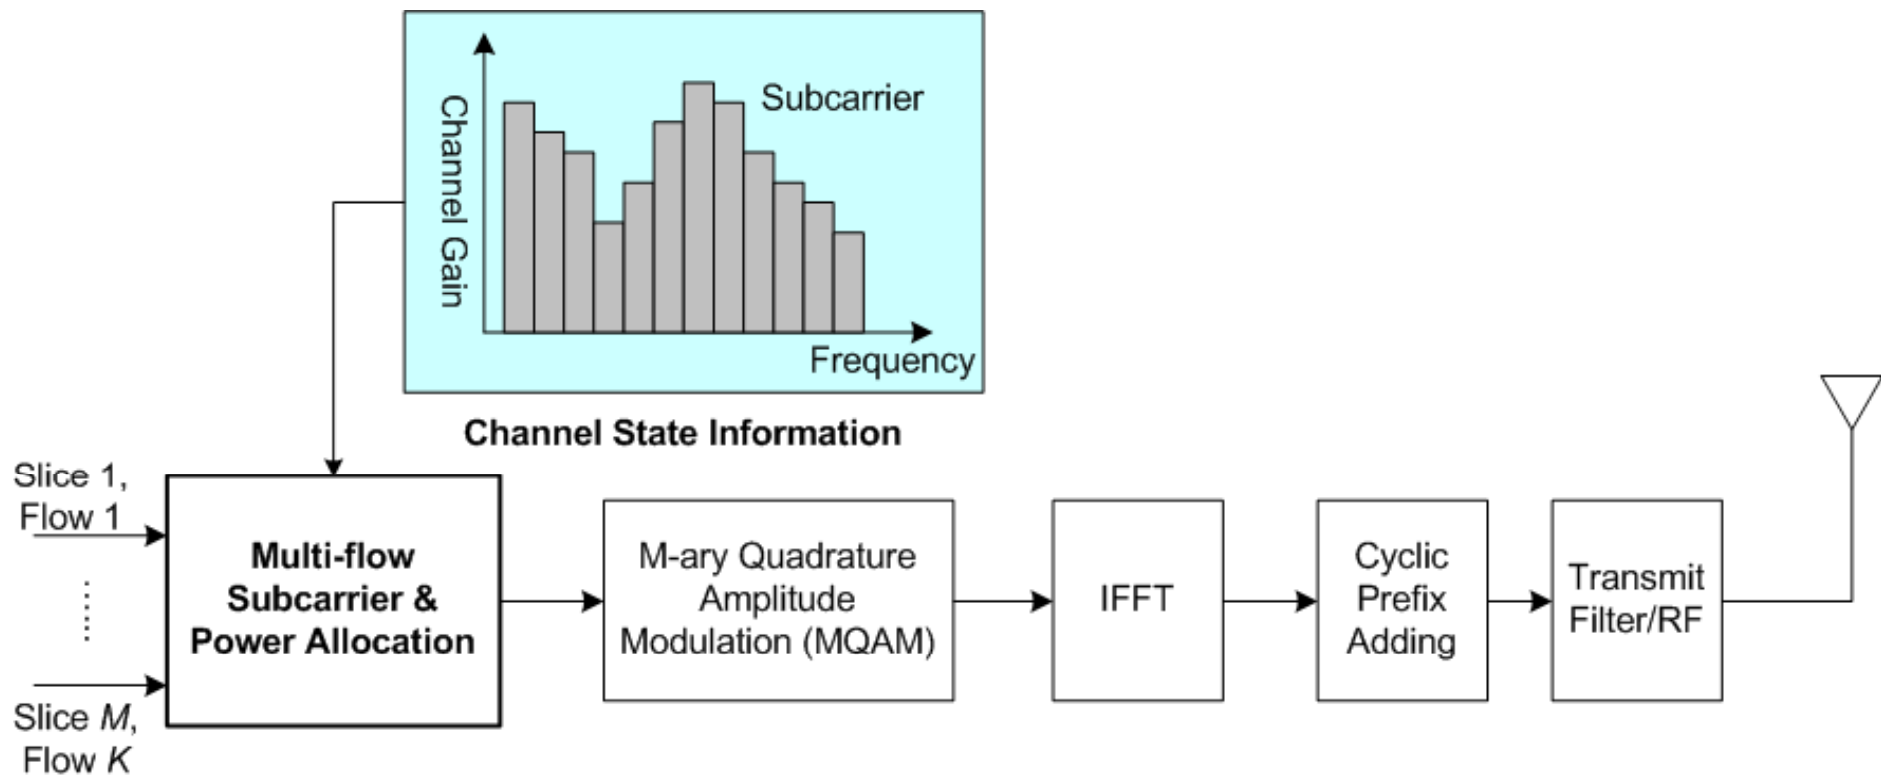 Channel Gain
Subcarrier
Frequency
Channel State Information
Slice 1,
Flow 1
Slice M,
Flow K
Multi-flow
Subcarrier &
Power Allocation
M-ary Quadrature
Amplitude
Modulation (MQAM)
IFFT
Cyclic
Prefix
Adding
Transmit
Filter/RF